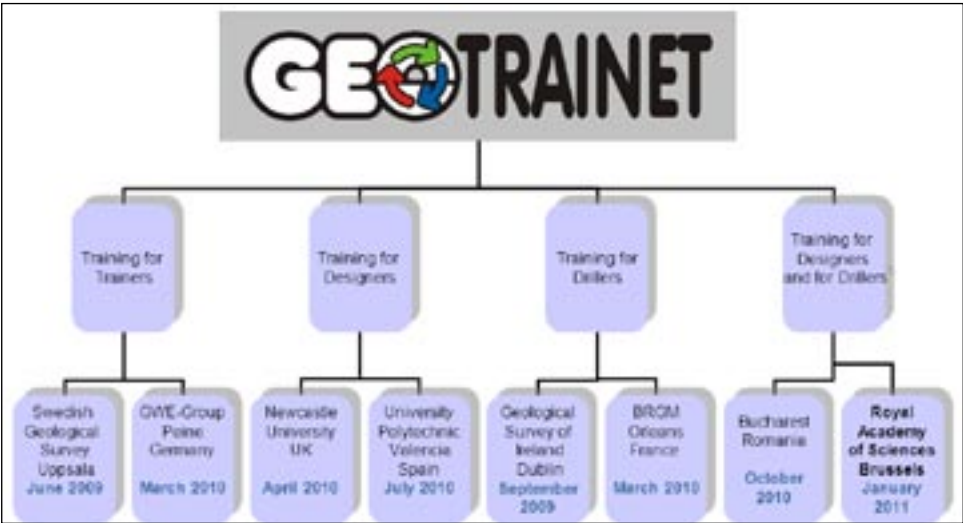 GEOTRAINET
Training for
Trainers
Training for
Designers
Training for
Drillers
Training for
Designers
and for Drillers
Swedish
Geological
Survey
Uppsala
June 2009
GWE-Group
Peine
Germany
March 2010
Newcastle
University
UK
April 2010
University
Polytechnic
Valencia
Spain
July 2010
Geological
Survey of
Ireland
Dublin
September
2009
BRGM
Orleans
France
March 2010
Bucharest
Romania
October
2010
Royal
Academy
of Sciences
Brussels
January
2011